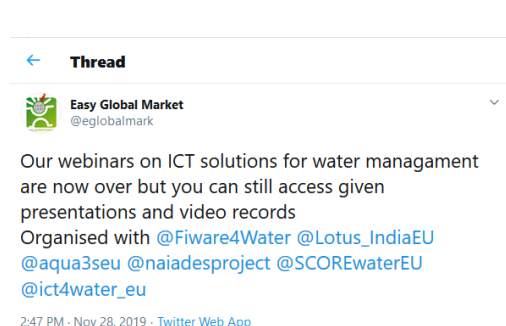 Thread
Easy Global Market
@eglobalmark
Our webinars on ICT solutions for water managament
are now over but you can still access given
presentations and video records
Organised with @Fiware4Water @Lotus_IndiaEU
@aqua3seu @naiadesproject @SCOREwaterEU
@ict4water_eu
2:47 PM · Nov 28, 2019 · Twitter Web App